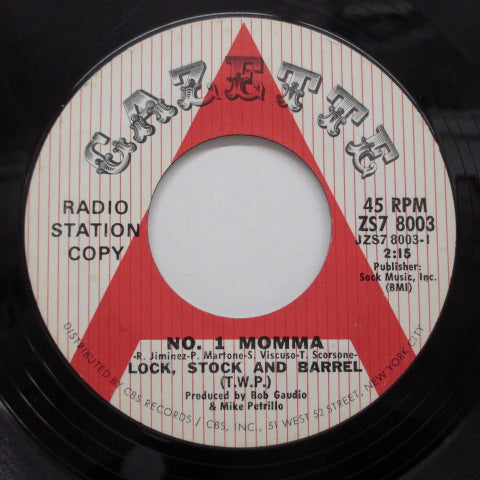 GAZETTE
RADIO
STATION
COPY
45 RPM
ZS7 8003
JZS7 8003-1
2:15
Publisher:
Sock Music, Inc.
(BMI)
NO. 1 MOMMA
-R. Jiminez-P. Martone-S. Viscuso-T. Scorsone-
LOCK, STOCK AND BARREL
(T.W.P.)
Produced by Bob Gaudio
& Mike Petrillo
DISTRIBUTED BY CBS RECORDS / CBS, INC., 51 WEST 52 STREET, NEW YORK CITY